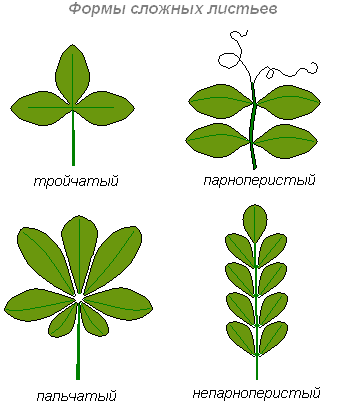 Формы сложных листьев
тройчатый
парноперистый
пальчатый
непарноперистый